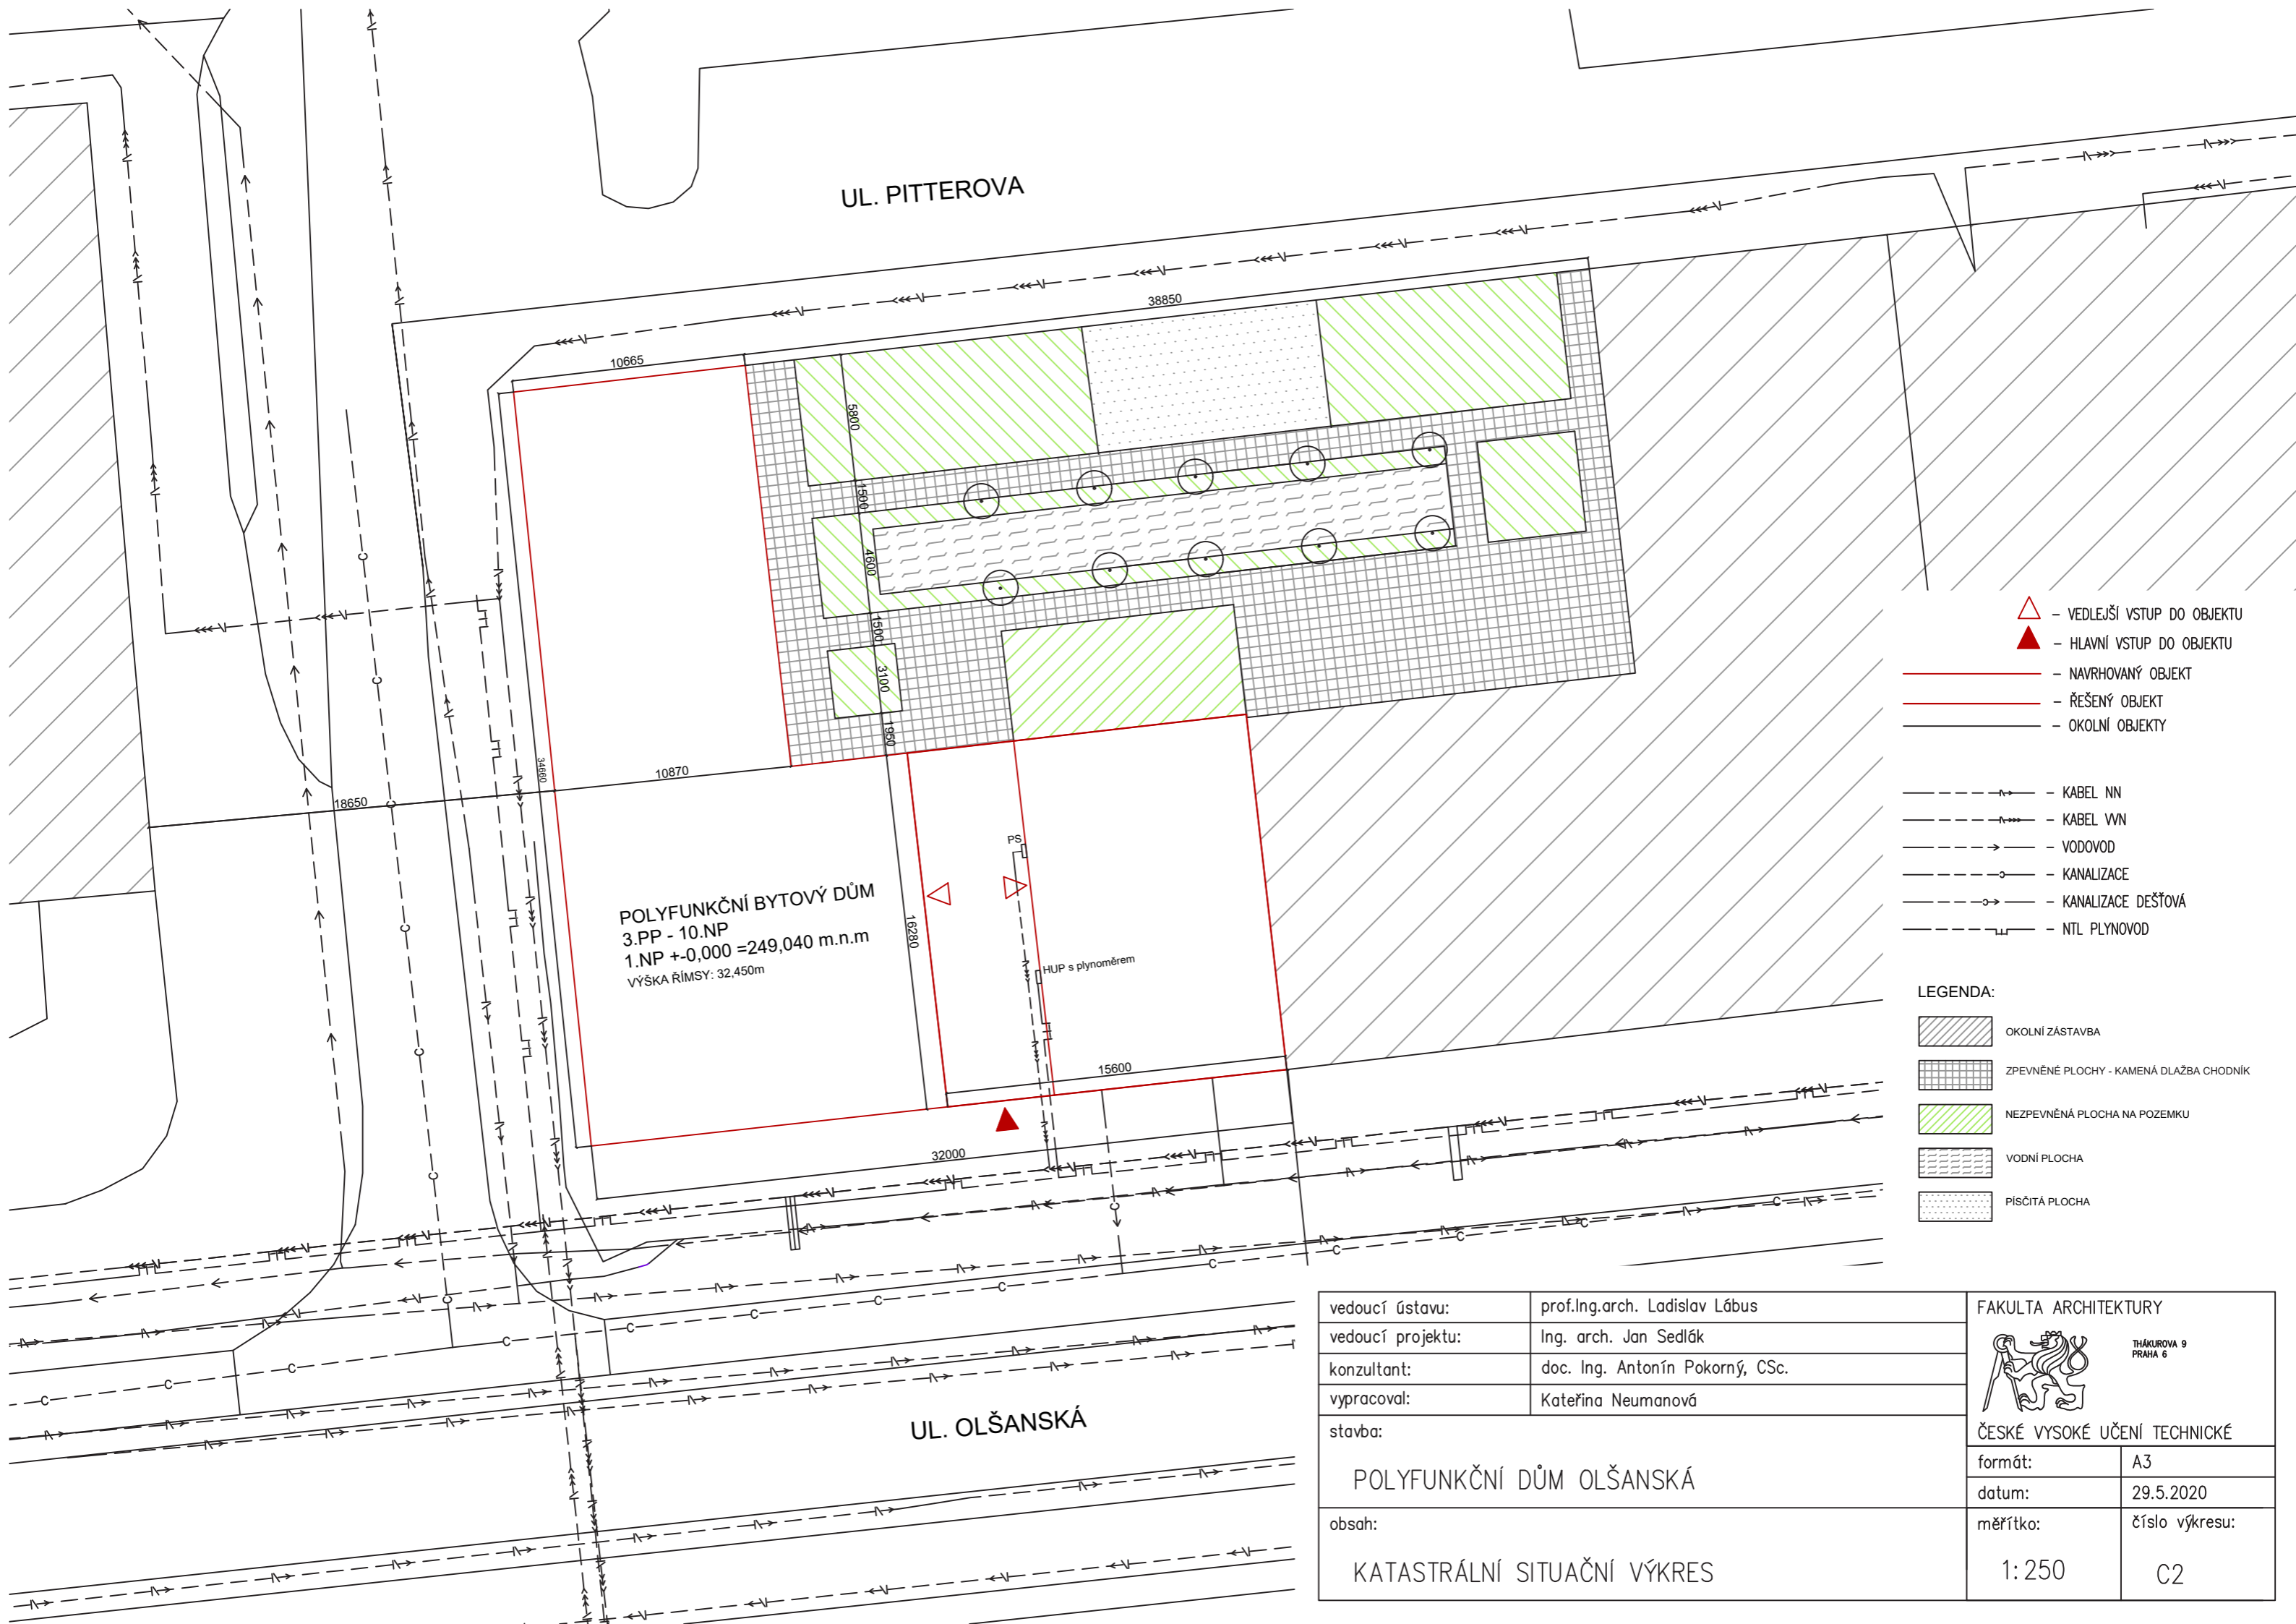 UL. PITTEROVA
38850
10665
5800
1500
4600
1500
3100
1950
34660
10870
18650
PS
POLYFUNKČNÍ BYTOVÝ DŮM
3.PP - 10.NP
1.NP +-0,000 =249,040 m.n.m
VÝŠKA ŘÍMSY: 32,450m
16280
HUP s plynoměrem
15600
32000
UL. OLŠANSKÁ
– VEDLEJŠÍ VSTUP DO OBJEKTU
– HLAVNÍ VSTUP DO OBJEKTU
– NAVRHOVANÝ OBJEKT
– ŘEŠENÝ OBJEKT
– OKOLNÍ OBJEKTY
– KABEL NN
– KABEL VVN
– VODOVOD
– KANALIZACE
– KANALIZACE DEŠŤOVÁ
– NTL PLYNOVOD
LEGENDA:
OKOLNÍ ZÁSTAVBA
ZPEVNĚNÉ PLOCHY - KAMENÁ DLAŽBA CHODNÍK
NEZPEVNĚNÁ PLOCHA NA POZEMKU
VODNÍ PLOCHA
PÍSČITÁ PLOCHA
vedoucí ústavu: prof.Ing.arch. Ladislav Lábus
vedoucí projektu: Ing. arch. Jan Sedlák
konzultant: doc. Ing. Antonín Pokorný, CSc.
vypracoval: Kateřina Neumanová
stavba:
POLYFUNKČNÍ DŮM OLŠANSKÁ
obsah:
KATASTRÁLNÍ SITUAČNÍ VÝKRES
FAKULTA ARCHITEKTURY
THÁKUROVA 9
PRAHA 6
ČESKÉ VYSOKÉ UČENÍ TECHNICKÉ
formát: A3
datum: 29.5.2020
měřítko: číslo výkresu:
1:250 C2